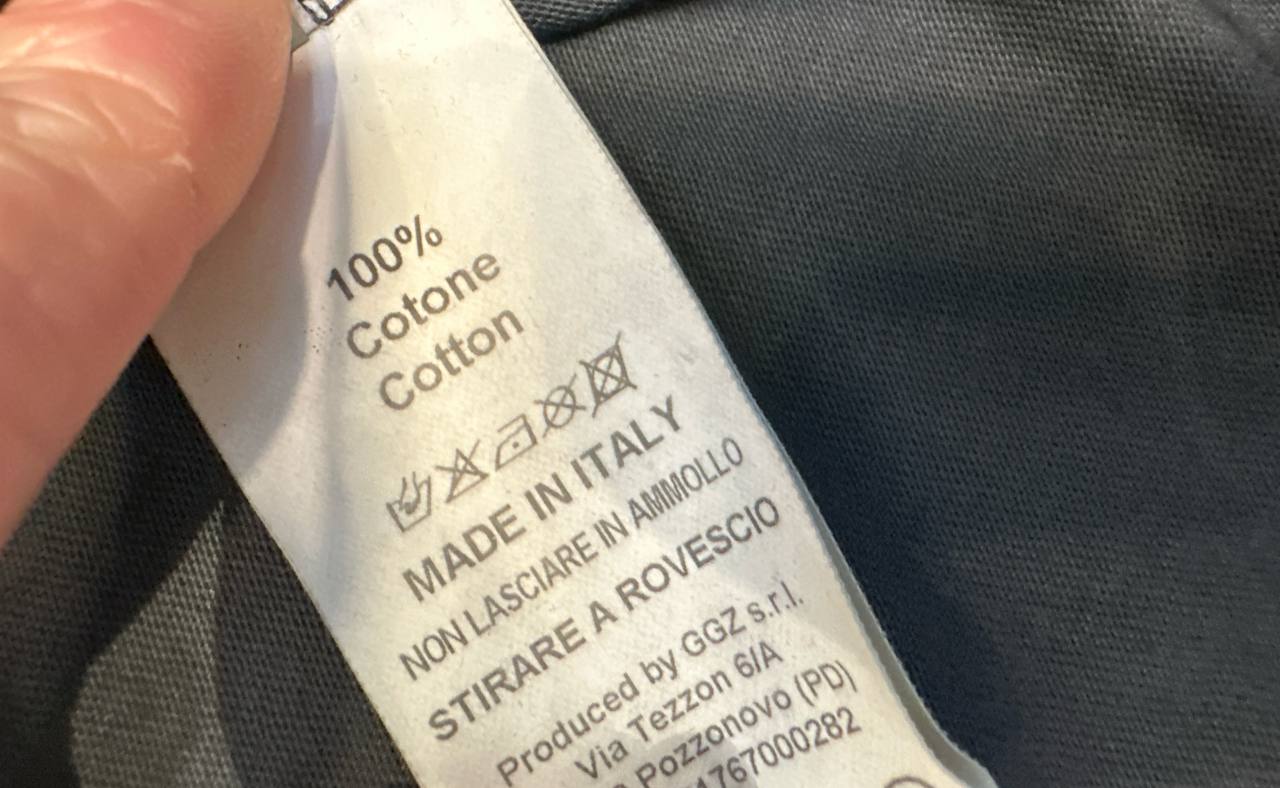 100%
Cotone
Cotton
MADE IN ITALY
NON LASCIARE IN AMMOLLO
STIRARE A ROVESCIO
Produced by GGZ s.r.l.
Via Tezzon 6/A
Pozzonovo (PD)
1767000282